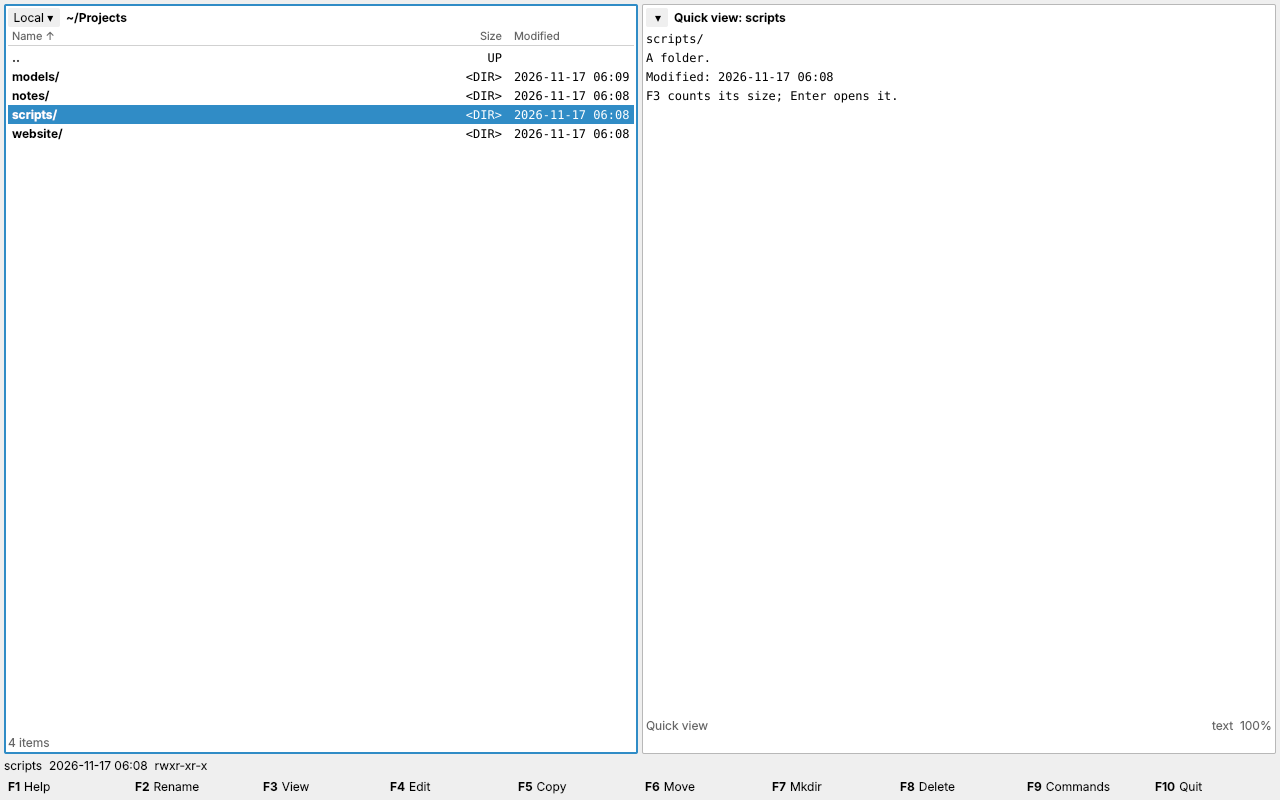 Local ▾ ~/Projects
Name ↑ Size Modified
.. UP
models/ <DIR> 2026-11-17 06:09
notes/ <DIR> 2026-11-17 06:08
scripts/ <DIR> 2026-11-17 06:08
website/ <DIR> 2026-11-17 06:08
4 items
▾ Quick view: scripts
scripts/
A folder.
Modified: 2026-11-17 06:08
F3 counts its size; Enter opens it.
Quick view text 100%
scripts 2026-11-17 06:08 rwxr-xr-x
F1 Help F2 Rename F3 View F4 Edit F5 Copy F6 Move F7 Mkdir F8 Delete F9 Commands F10 Quit